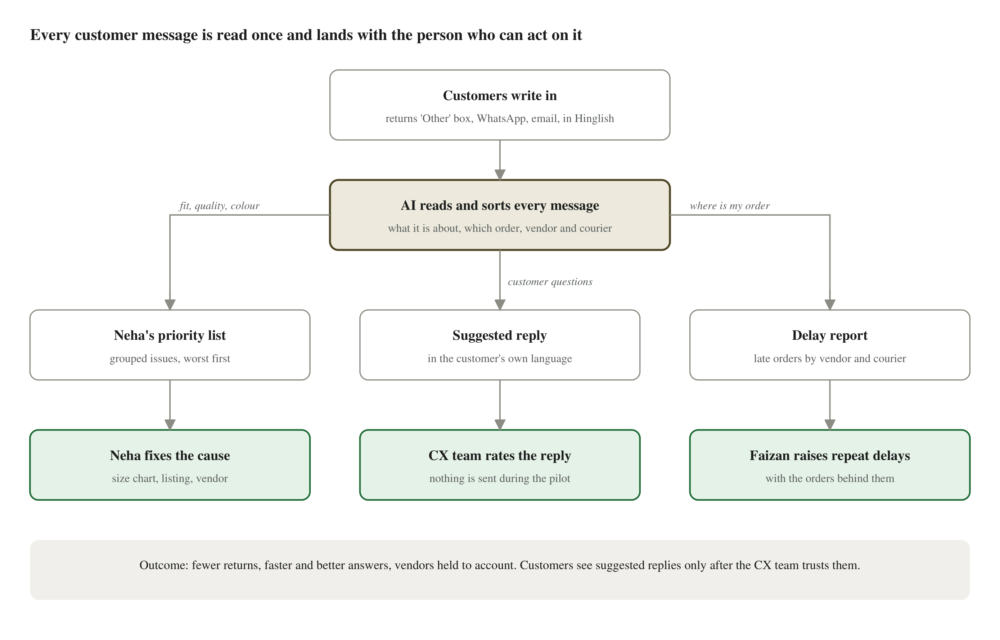 Every customer message is read once and lands with the person who can act on it
Customers write in
returns 'Other' box, WhatsApp, email, in Hinglish
AI reads and sorts every message
what it is about, which order, vendor and courier
fit, quality, colour
where is my order
customer questions
Neha's priority list
grouped issues, worst first
Suggested reply
in the customer's own language
Delay report
late orders by vendor and courier
Neha fixes the cause
size chart, listing, vendor
CX team rates the reply
nothing is sent during the pilot
Faizan raises repeat delays
with the orders behind them
Outcome: fewer returns, faster and better answers, vendors held to account. Customers see suggested replies only after the CX team trusts them.